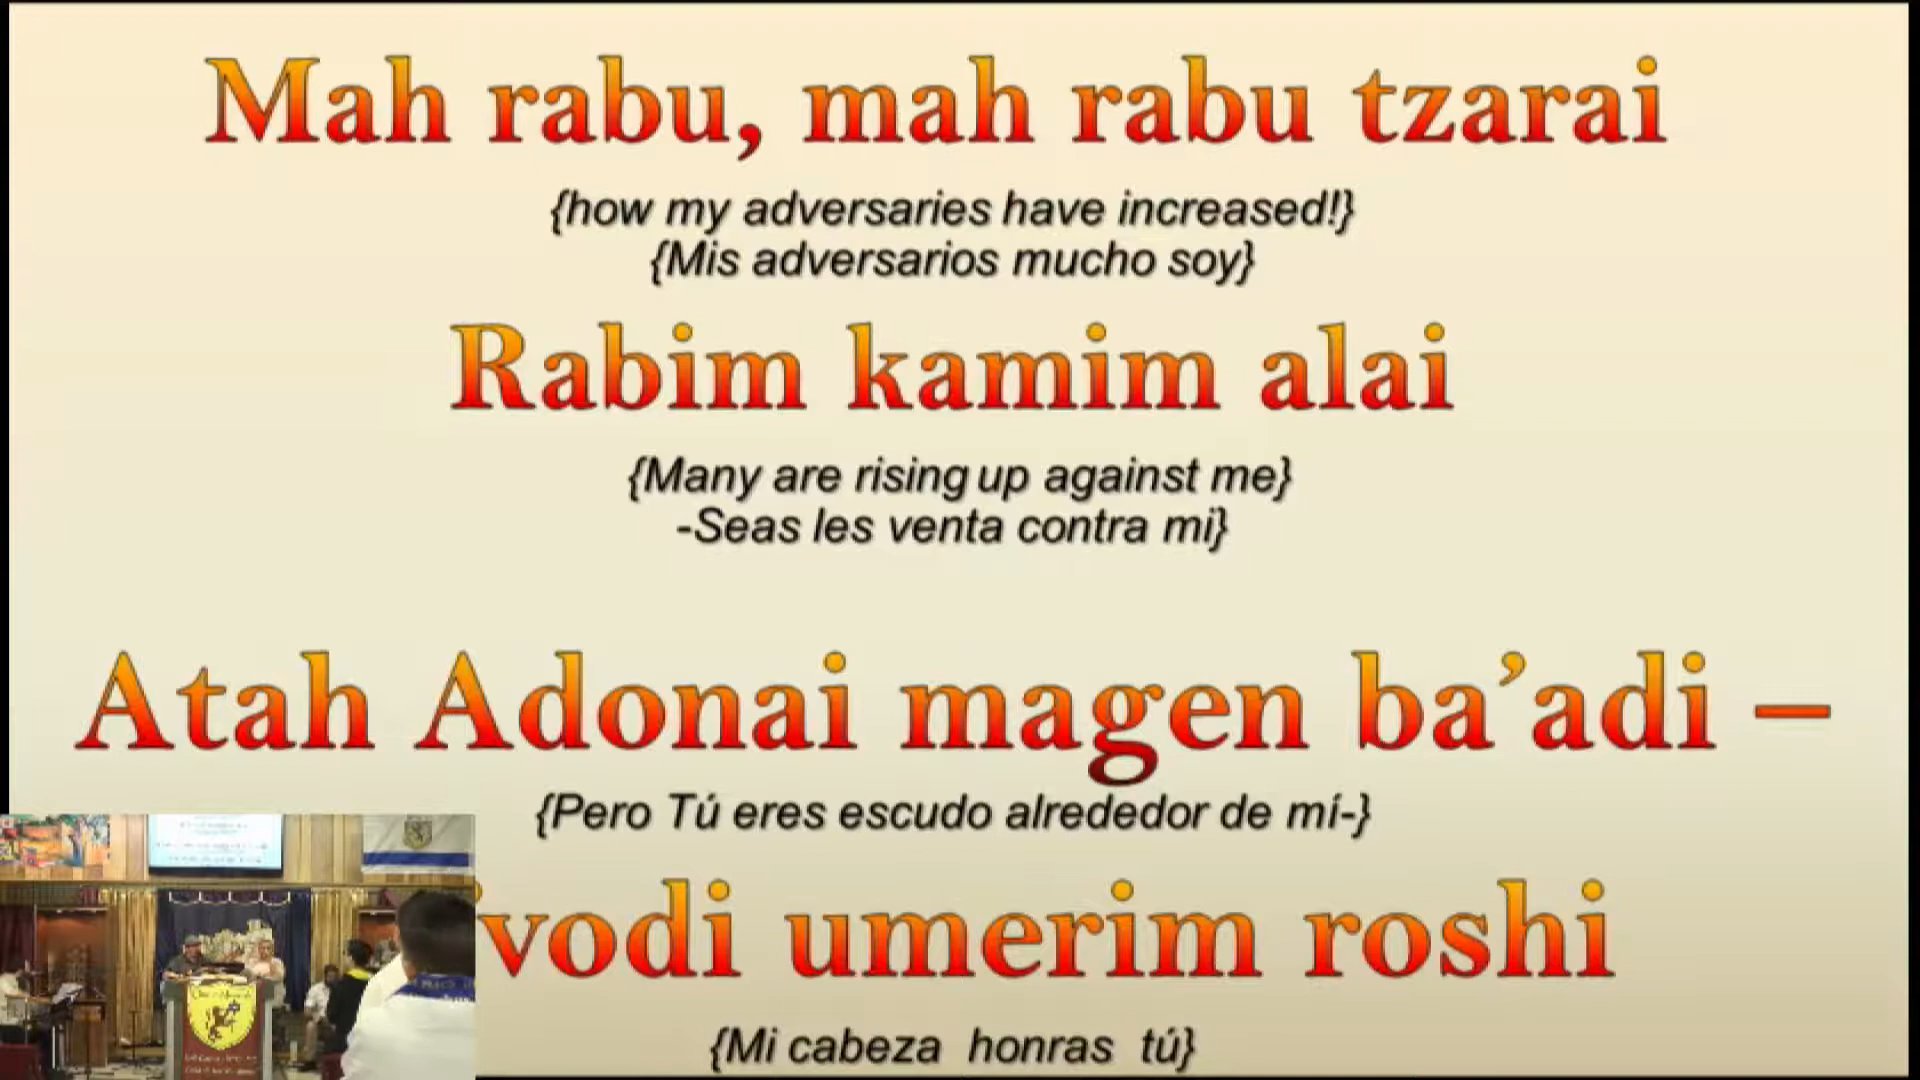 Mah rabu, mah rabu tzarai
{how my adversaries have increased!}
{Mis adversarios mucho soy}
Rabim kamim alai
{Many are rising up against me}
-Seas les venta contra mi}
Atah Adonai magen ba’adi –
{Pero Tú eres escudo alrededor de mí-}
umerim roshi
{Mi cabeza honras tú}